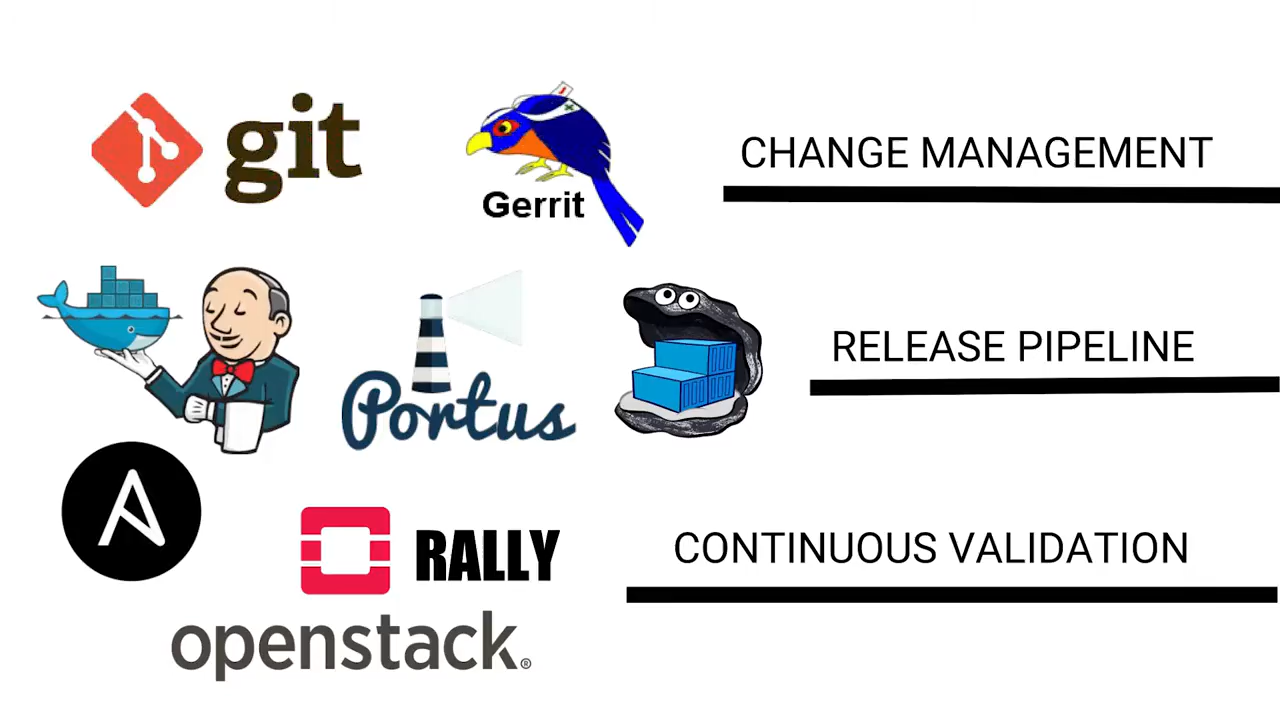 git
Gerrit
CHANGE MANAGEMENT
Portus
RELEASE PIPELINE
A
RALLY
CONTINUOUS VALIDATION
openstack®